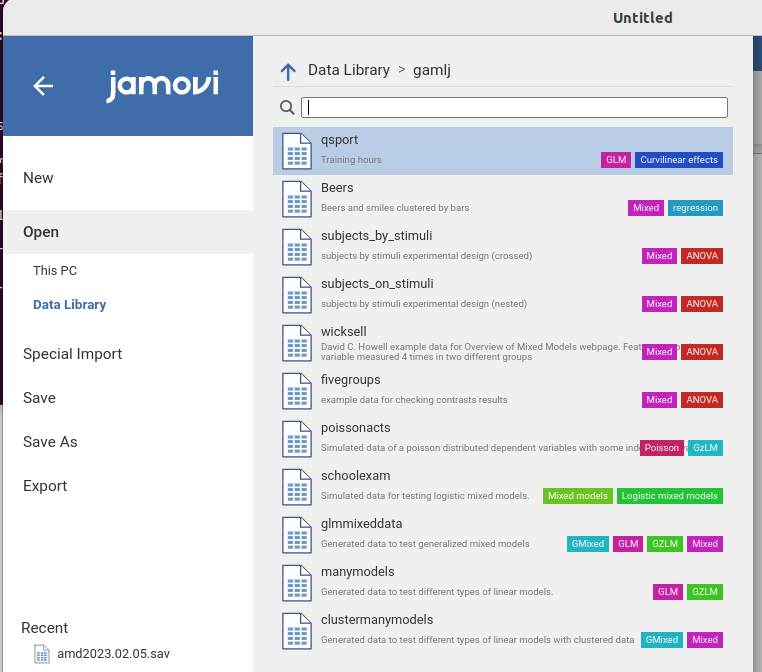 Untitled
jamovi
New
Open
This PC
Data Library
Special Import
Save
Save As
Export
Recent
amd2023.02.05.sav
Data Library > gamlj
qsport
Training hours
GLM Curvilinear effects
Beers
Beers and smiles clustered by bars
Mixed regression
subjects_by_stimuli
subjects by stimuli experimental design (crossed)
Mixed ANOVA
subjects_on_stimuli
subjects by stimuli experimental design (nested)
Mixed ANOVA
wicksell
David C. Howell example data for Overview of Mixed Models webpage.
variable measured 4 times in two different groups
Mixed ANOVA
fivegroups
example data for checking contrasts results
Mixed ANOVA
poissonacts
Simulated data of a poisson distributed dependent variables with some
Poisson GzLM
schoolexam
Simulated data for testing logistic mixed models.
Mixed models Logistic mixed models
glmmixeddata
Generated data to test generalized mixed models
GMixed GLM GZLM Mixed
manymodels
Generated data to test different types of linear models.
GLM GZLM
clustermanymodels
Generated data to test different types of linear models with clustered data
GMixed Mixed